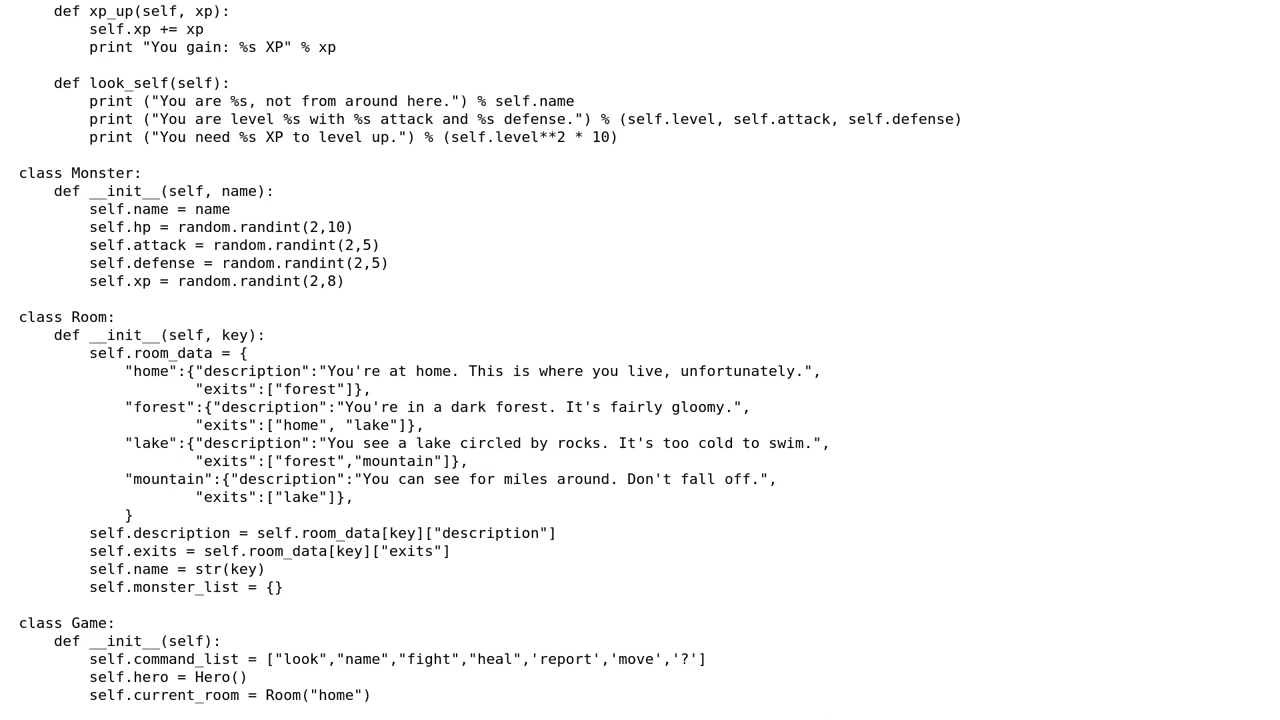 def xp_up(self, xp):
        self.xp += xp
        print "You gain: %s XP" % xp

    def look_self(self):
        print ("You are %s, not from around here.") % self.name
        print ("You are level %s with %s attack and %s defense.") % (self.level, self.attack, self.defense)
        print ("You need %s XP to level up.") % (self.level**2 * 10)

class Monster:
    def __init__(self, name):
        self.name = name
        self.hp = random.randint(2,10)
        self.attack = random.randint(2,5)
        self.defense = random.randint(2,5)
        self.xp = random.randint(2,8)

class Room:
    def __init__(self, key):
        self.room_data = {
            "home":{"description":"You're at home. This is where you live, unfortunately.",
                    "exits":["forest"]},
            "forest":{"description":"You're in a dark forest. It's fairly gloomy.",
                    "exits":["home", "lake"]},
            "lake":{"description":"You see a lake circled by rocks. It's too cold to swim.",
                    "exits":["forest","mountain"]},
            "mountain":{"description":"You can see for miles around. Don't fall off.",
                    "exits":["lake"]},
            }
        self.description = self.room_data[key]["description"]
        self.exits = self.room_data[key]["exits"]
        self.name = str(key)
        self.monster_list = {}

class Game:
    def __init__(self):
        self.command_list = ["look","name","fight","heal",'report','move','?']
        self.hero = Hero()
        self.current_room = Room("home")